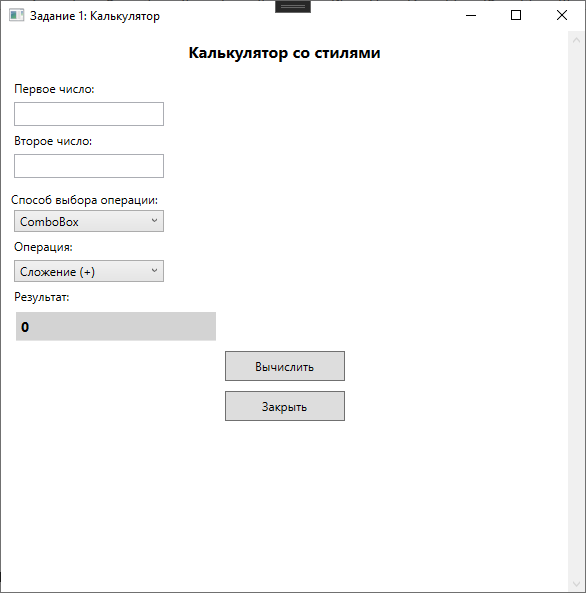 Задание 1: Калькулятор
Калькулятор со стилями
Первое число:
Второе число:
Способ выбора операции:
ComboBox
Операция:
Сложение (+)
Результат:
0
Вычислить
Закрыть